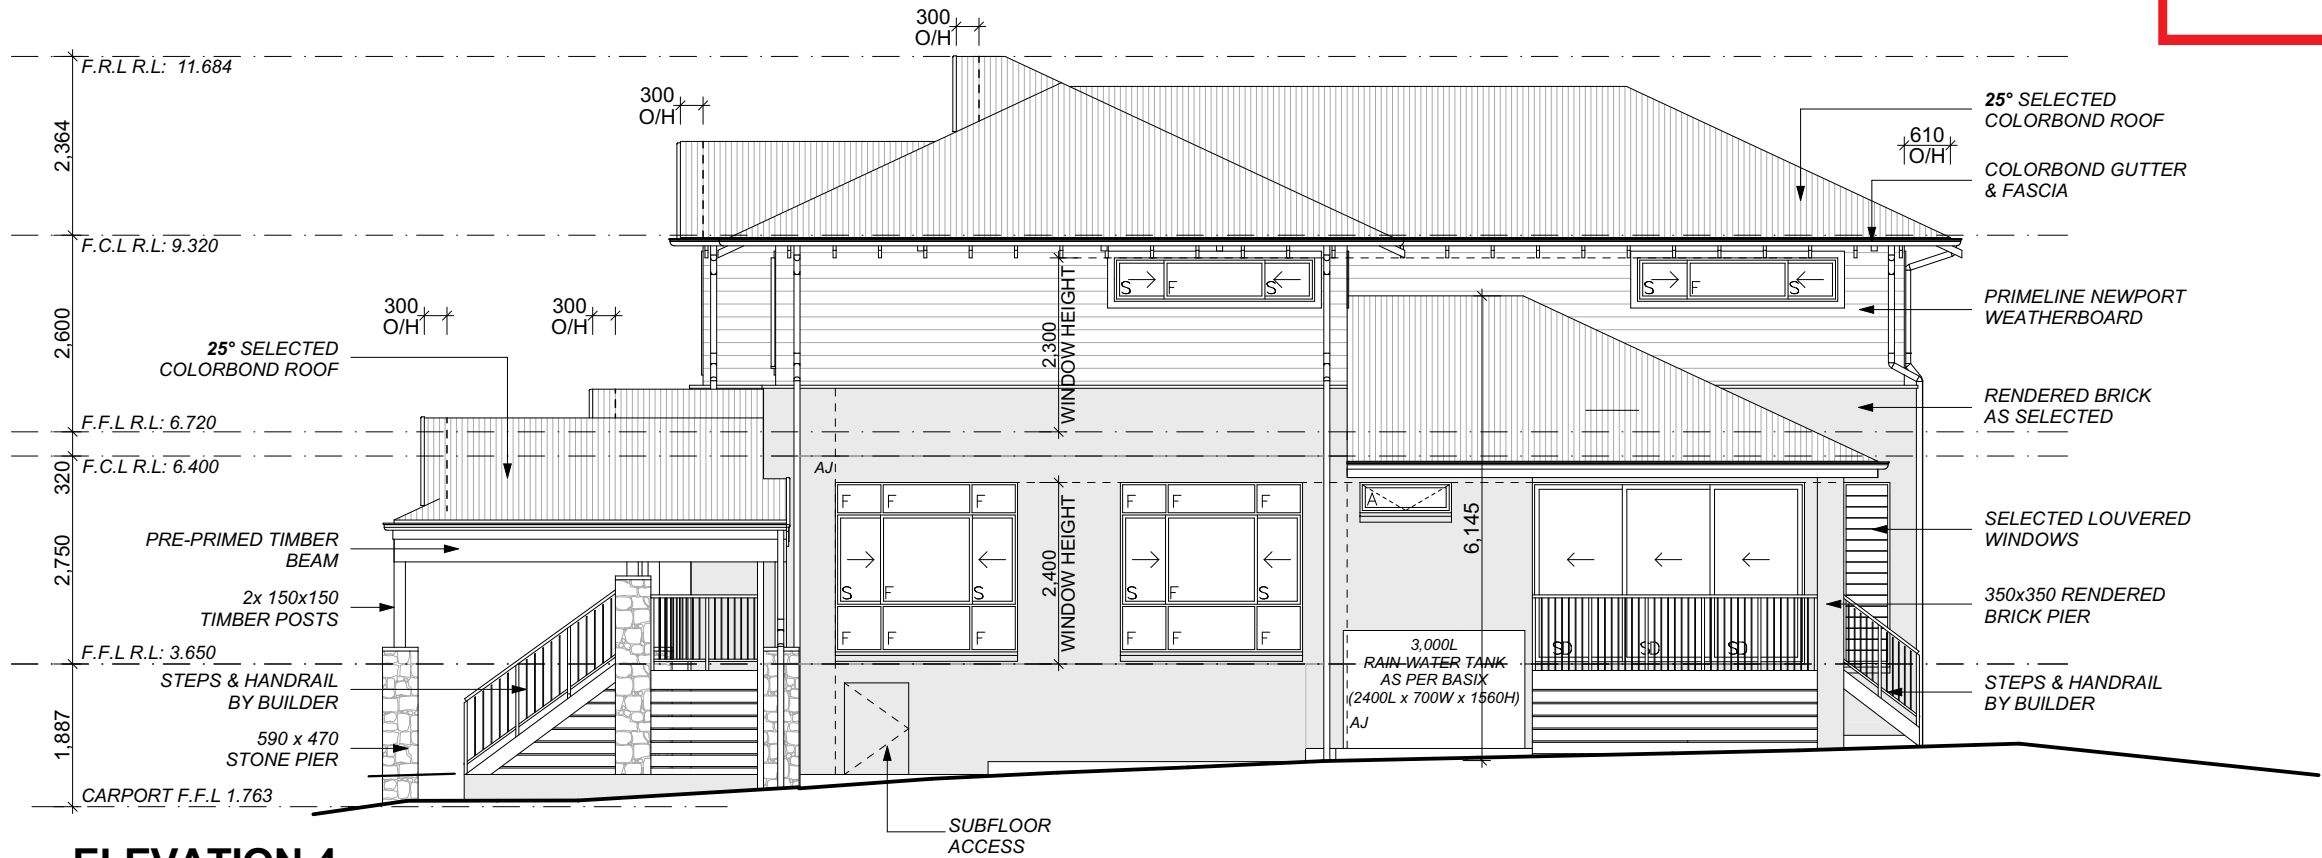 300
O/H
F.R.L R.L: 11.684
300
O/H
25° SELECTED
COLORBOND ROOF
610
O/H
2,364
COLORBOND GUTTER
& FASCIA
F.C.L R.L: 9.320
S F S
S F S
300
O/H
300
O/H
2,600
25° SELECTED
COLORBOND ROOF
2,300
WINDOW HEIGHT
PRIMELINE NEWPORT
WEATHERBOARD
RENDERED BRICK
AS SELECTED
F.F.L R.L: 6.720
320
F.C.L R.L: 6.400
AJ
F F F
F F F
A
S F S
S F S
F F F
F F F
2,400
WINDOW HEIGHT
6,145
SELECTED LOUVERED
WINDOWS
PRE-PRIMED TIMBER
BEAM
2,750
2x 150x150
TIMBER POSTS
350x350 RENDERED
BRICK PIER
F.F.L R.L: 3.650
3,000L
RAIN WATER TANK
AS PER BASIX
(2400L x 700W x 1560H)
AJ
SD SD SD
STEPS & HANDRAIL
BY BUILDER
STEPS & HANDRAIL
BY BUILDER
1,887
590 x 470
STONE PIER
CARPORT F.F.L 1.763
SUBFLOOR
ACCESS
ELEVATION 4